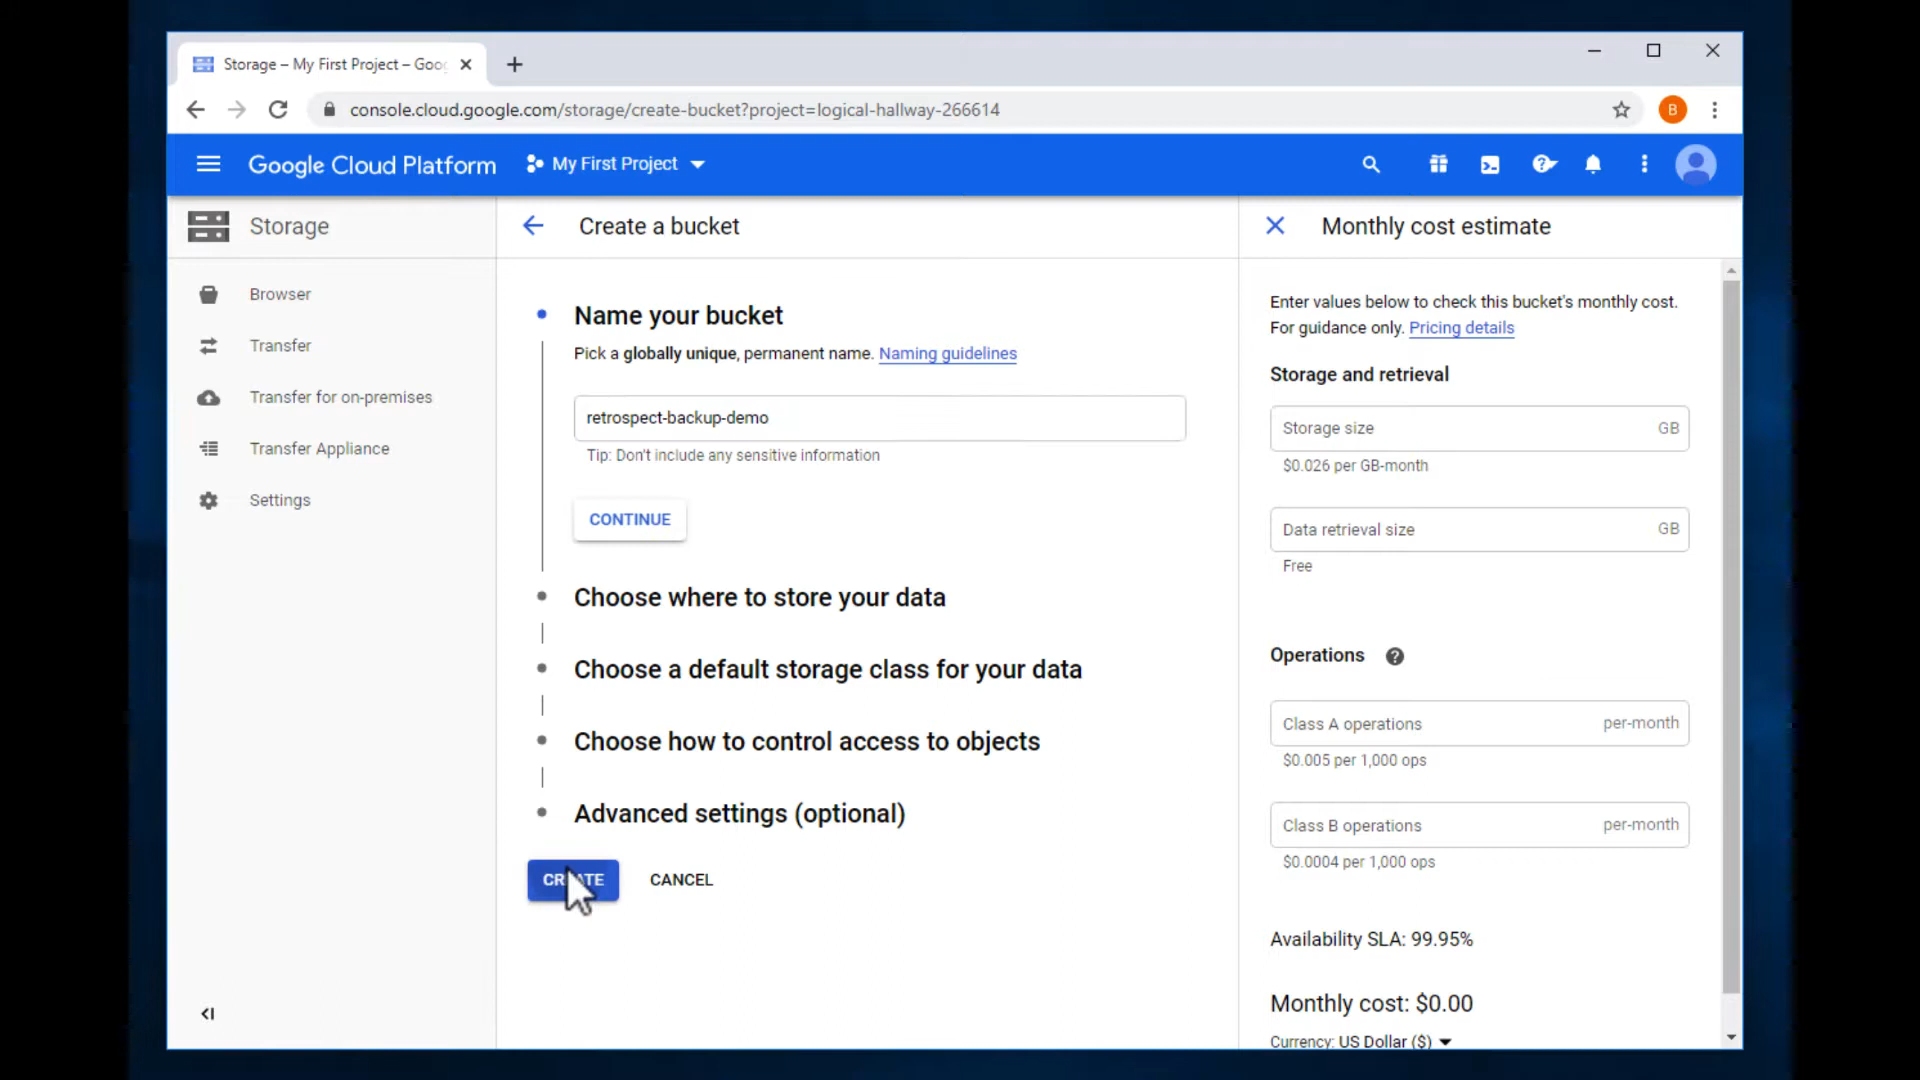 Storage – My First Project – Goo
console.cloud.google.com/storage/create-bucket?project=logical-hallway-266614
B
Google Cloud Platform
My First Project
Storage
Create a bucket
Monthly cost estimate
Browser
Transfer
Transfer for on-premises
Transfer Appliance
Settings
Name your bucket
Pick a globally unique, permanent name. Naming guidelines
retrospect-backup-demo
Tip: Don't include any sensitive information
CONTINUE
Choose where to store your data
Choose a default storage class for your data
Choose how to control access to objects
Advanced settings (optional)
CREATE
CANCEL
Enter values below to check this bucket's monthly cost.
For guidance only. Pricing details
Storage and retrieval
Storage size GB
$0.026 per GB-month
Data retrieval size GB
Free
Operations
Class A operations per-month
$0.005 per 1,000 ops
Class B operations per-month
$0.0004 per 1,000 ops
Availability SLA: 99.95%
Monthly cost: $0.00
Currency: US Dollar ($)